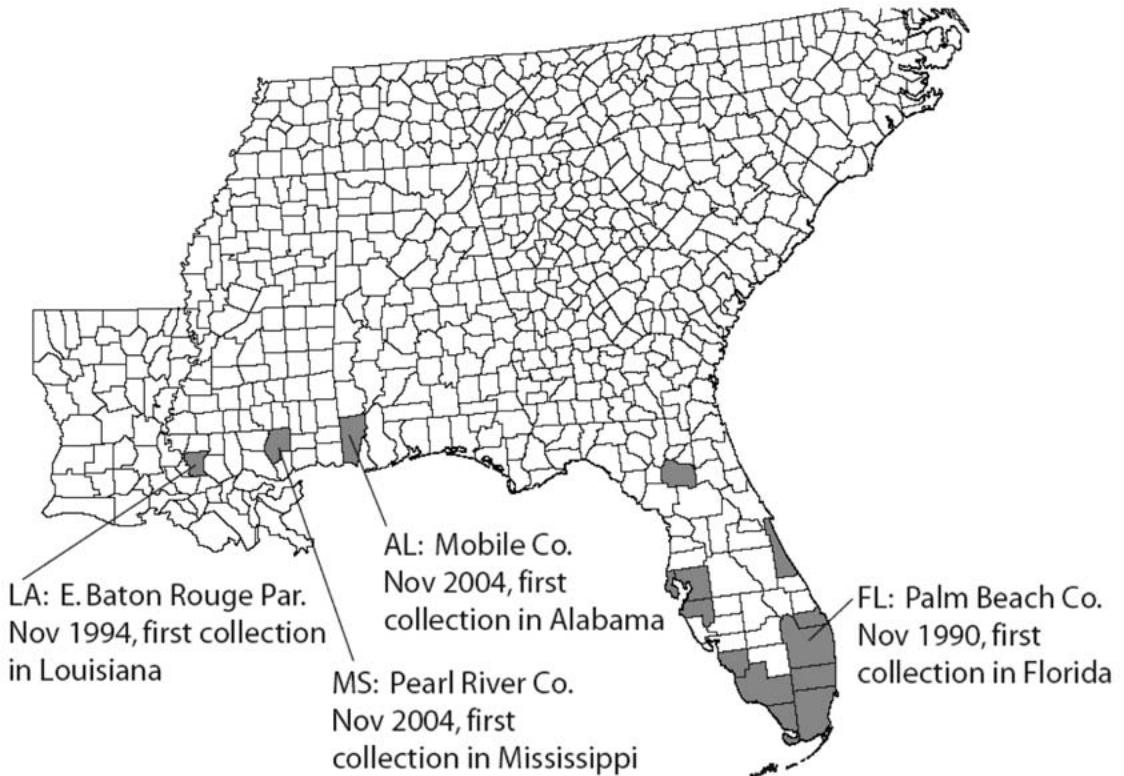 LA: E. Baton Rouge Par.
Nov 1994, first collection
in Louisiana
MS: Pearl River Co.
Nov 2004, first
collection in Mississippi
AL: Mobile Co.
Nov 2004, first
collection in Alabama
FL: Palm Beach Co.
Nov 1990, first
collection in Florida